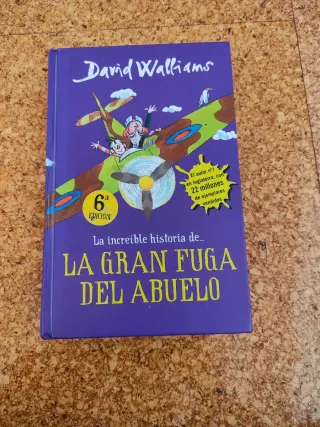 David Walliams
El autor nº1
en Inglaterra, con
22 millones
de ejemplares
vendidos
6ª
EDICIÓN
La increíble historia de...
LA GRAN FUGA
DEL ABUELO